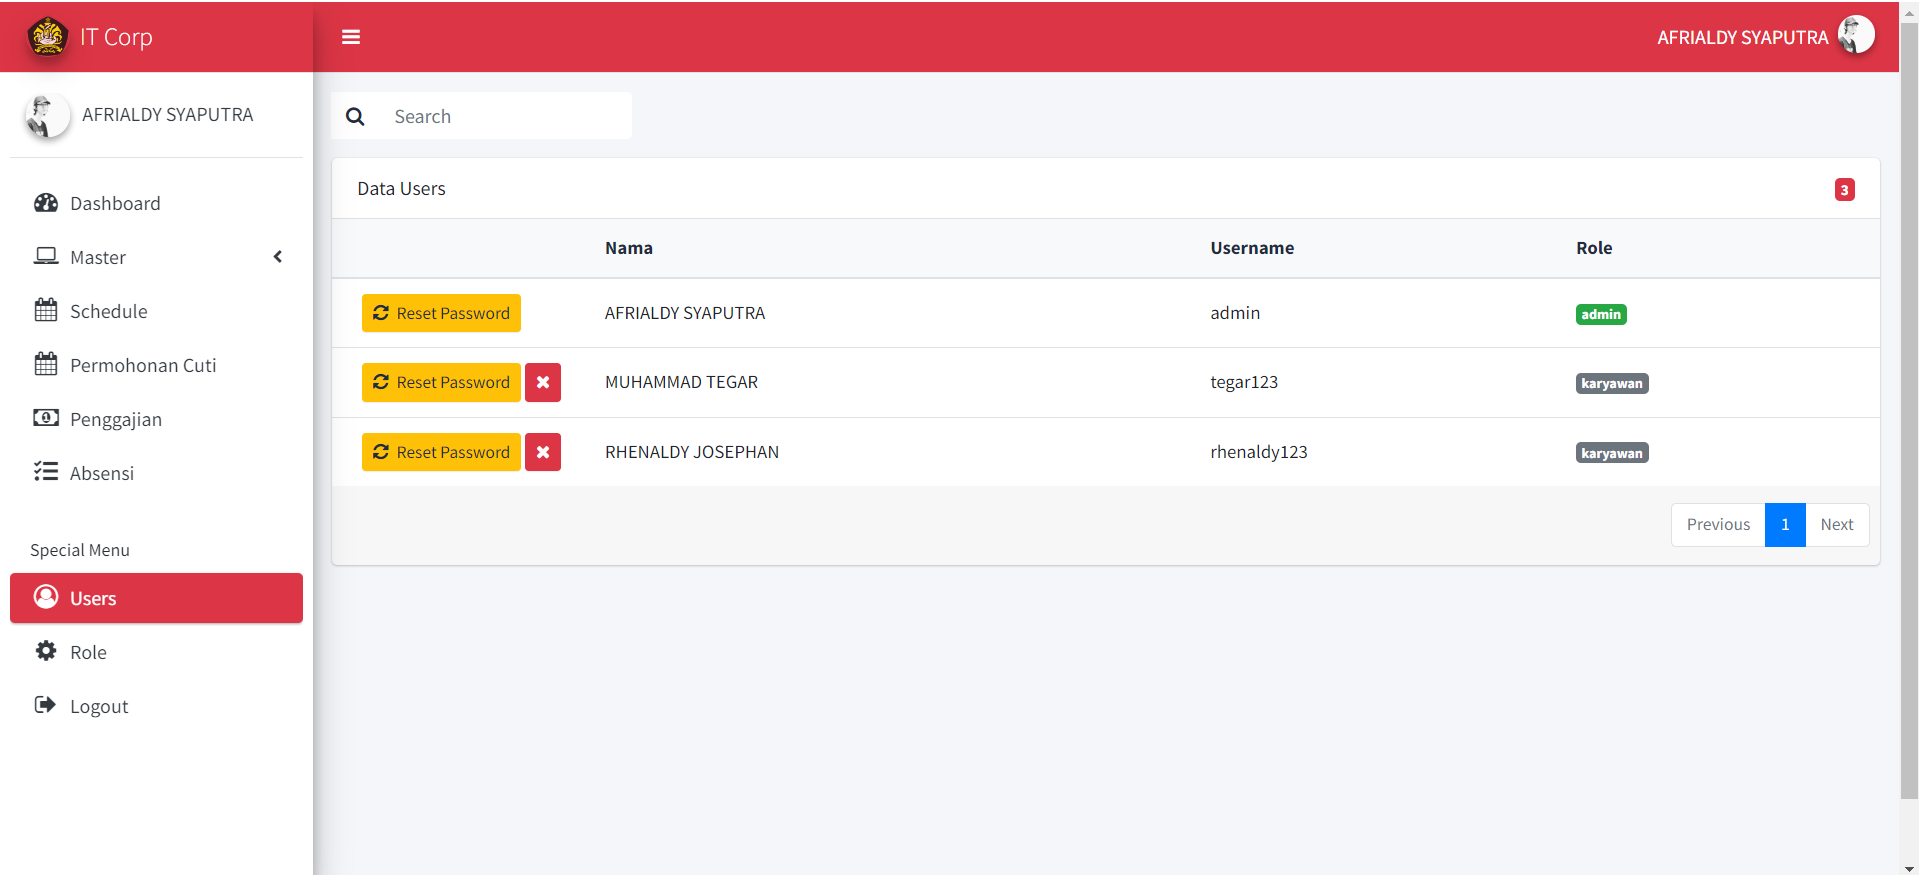 IT Corp
AFRIALDY SYAPUTRA
AFRIALDY SYAPUTRA
Dashboard
Master
Schedule
Permohonan Cuti
Penggajian
Absensi
Special Menu
Users
Role
Logout
Search
Data Users 3
Nama Username Role
Reset Password AFRIALDY SYAPUTRA admin admin
Reset Password MUHAMMAD TEGAR tegar123 karyawan
Reset Password RHENALDY JOSEPHAN rhenaldy123 karyawan
Previous 1 Next